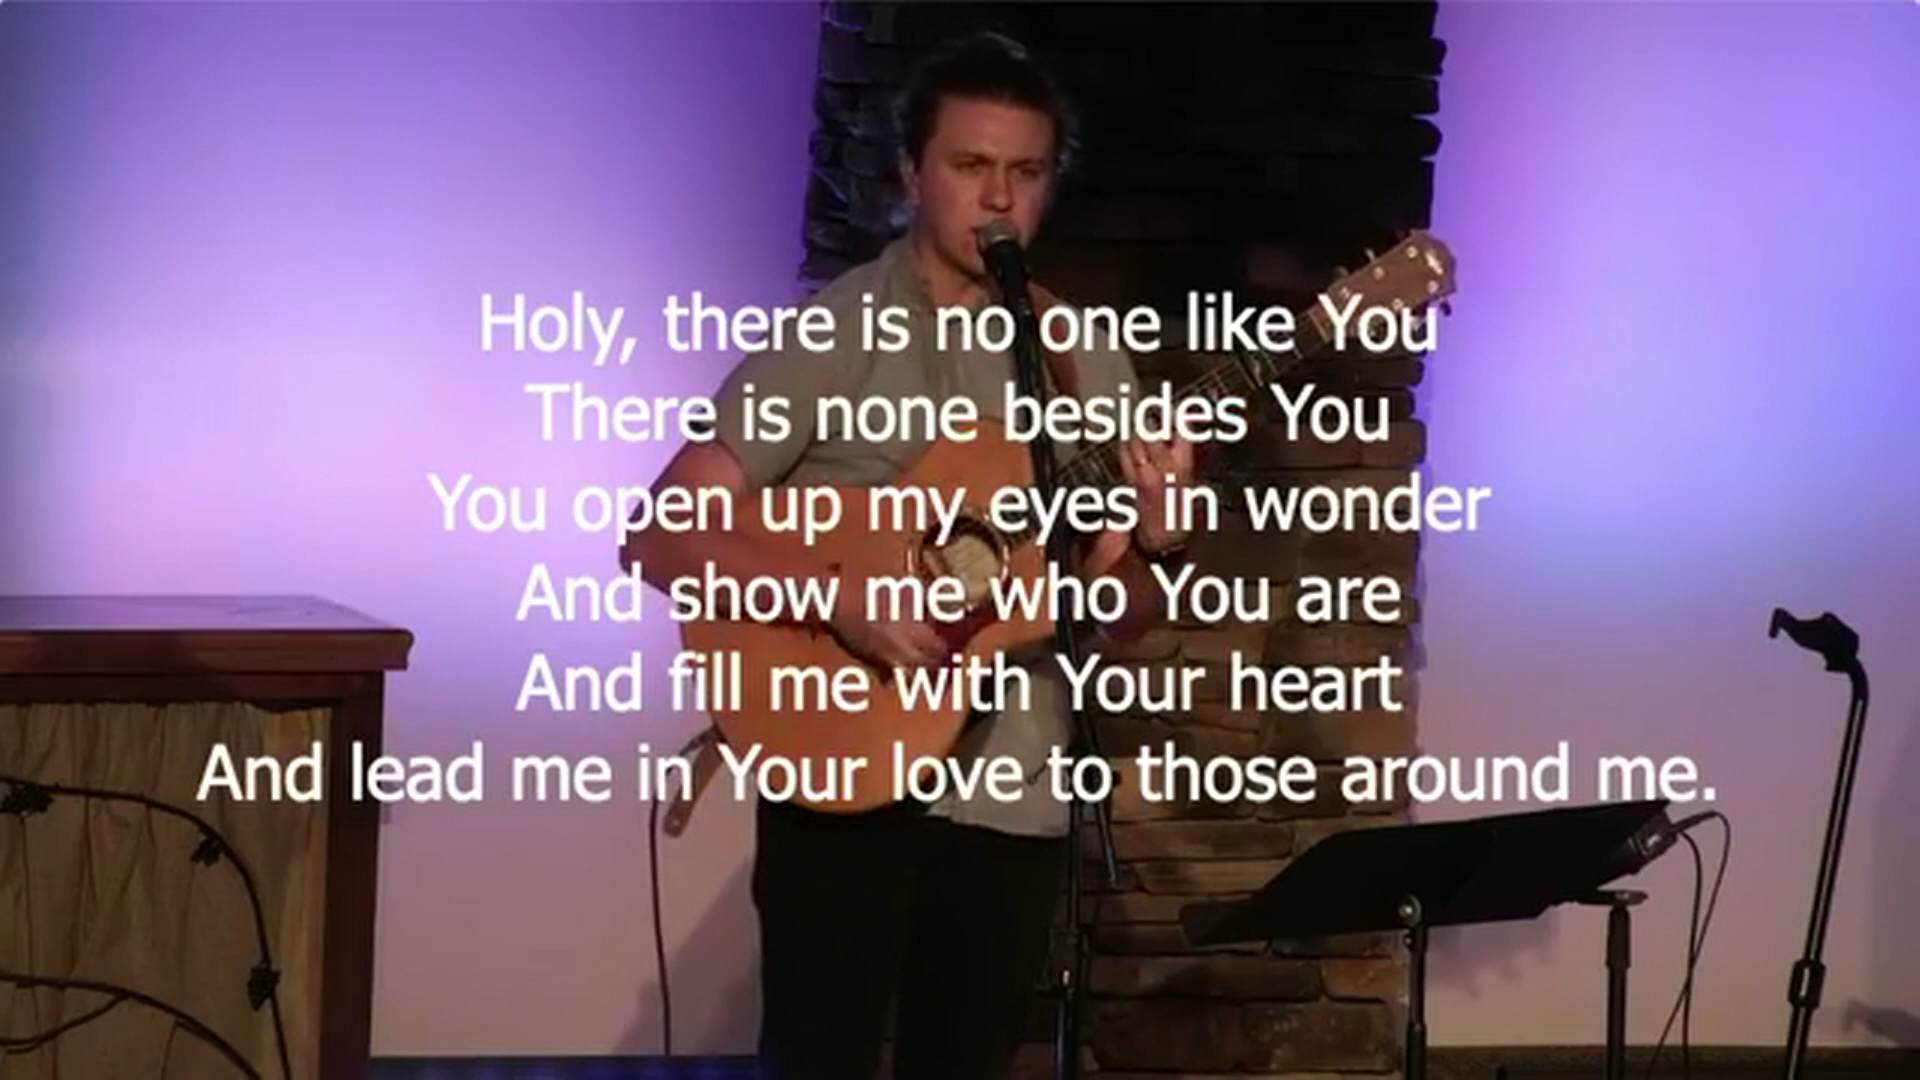 Holy, there is no one like You
There is none besides You
You open up my eyes in wonder
And show me who You are
And fill me with Your heart
And lead me in Your love to those around me.